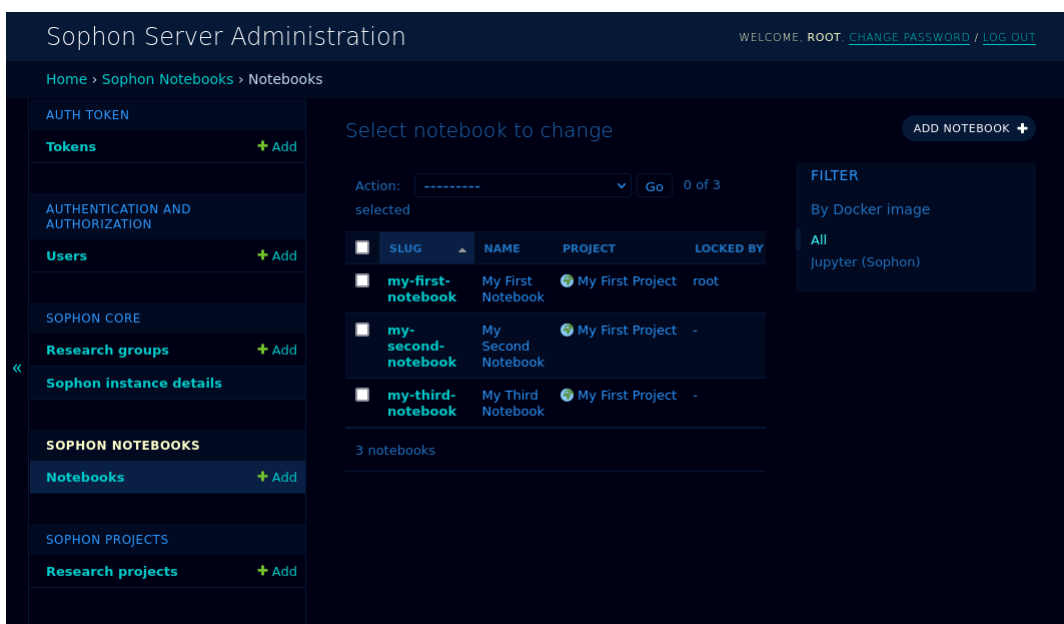 Sophon Server Administration
WELCOME, ROOT. CHANGE PASSWORD / LOG OUT
Home › Sophon Notebooks › Notebooks
«
AUTH TOKEN
Tokens + Add
AUTHENTICATION AND
AUTHORIZATION
Users + Add
SOPHON CORE
Research groups + Add
Sophon instance details
SOPHON NOTEBOOKS
Notebooks + Add
SOPHON PROJECTS
Research projects + Add
Select notebook to change
ADD NOTEBOOK +
Action: --------- Go 0 of 3
selected
SLUG NAME PROJECT LOCKED BY
my-first-
notebook
My First
Notebook
My First Project
root
my-
second-
notebook
My
Second
Notebook
My First Project
-
my-third-
notebook
My Third
Notebook
My First Project
-
3 notebooks
FILTER
By Docker image
All
Jupyter (Sophon)